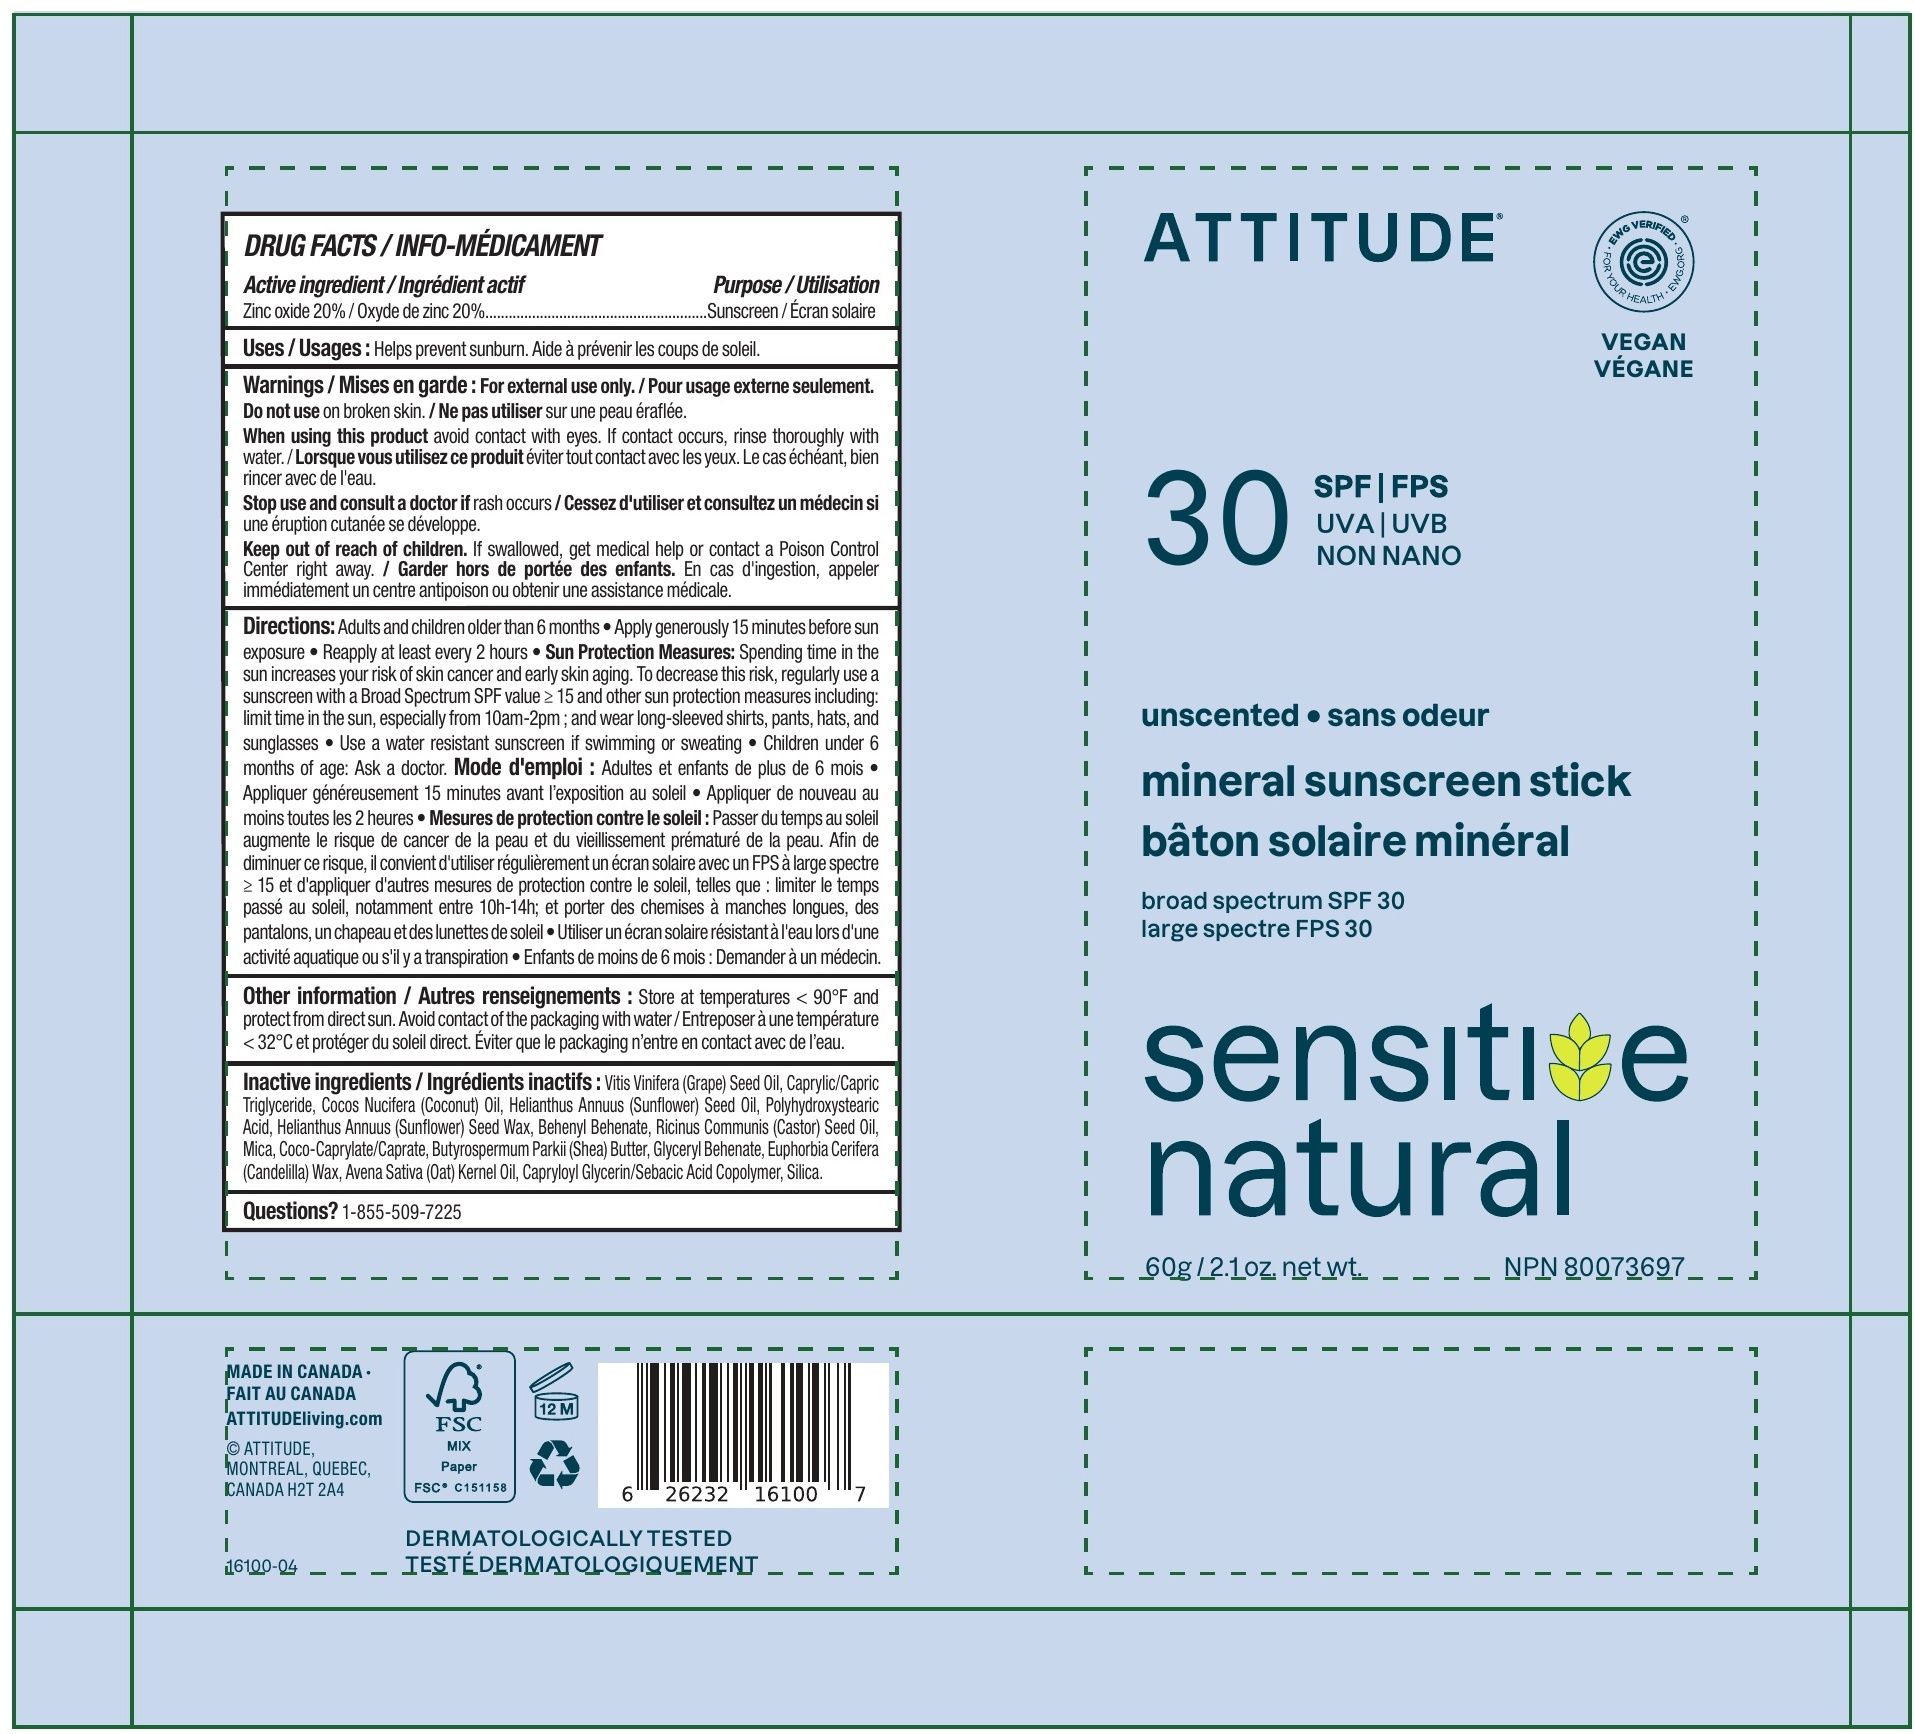 DRUG FACTS / INFO-MÉDICAMENT
Active ingredient / Ingrédient actif Purpose / Utilisation
Zinc oxide 20% / Oxyde de zinc 20%.........................................................Sunscreen / Écran solaire
Uses / Usages : Helps prevent sunburn. Aide à prévenir les coups de soleil.
Warnings / Mises en garde : For external use only. / Pour usage externe seulement.
Do not use on broken skin. / Ne pas utiliser sur une peau éraflée.
When using this product avoid contact with eyes. If contact occurs, rinse thoroughly with
water. / Lorsque vous utilisez ce produit éviter tout contact avec les yeux. Le cas échéant, bien
rincer avec de l'eau.
Stop use and consult a doctor if rash occurs / Cessez d'utiliser et consultez un médecin si
une éruption cutanée se développe.
Keep out of reach of children. If swallowed, get medical help or contact a Poison Control
Center right away. / Garder hors de portée des enfants. En cas d'ingestion, appeler
immédiatement un centre antipoison ou obtenir une assistance médicale.
Directions: Adults and children older than 6 months • Apply generously 15 minutes before sun
exposure • Reapply at least every 2 hours • Sun Protection Measures: Spending time in the
sun increases your risk of skin cancer and early skin aging. To decrease this risk, regularly use a
sunscreen with a Broad Spectrum SPF value ≥ 15 and other sun protection measures including:
limit time in the sun, especially from 10am-2pm ; and wear long-sleeved shirts, pants, hats, and
sunglasses • Use a water resistant sunscreen if swimming or sweating • Children under 6
months of age: Ask a doctor. Mode d'emploi : Adultes et enfants de plus de 6 mois •
Appliquer généreusement 15 minutes avant l’exposition au soleil • Appliquer de nouveau au
moins toutes les 2 heures • Mesures de protection contre le soleil : Passer du temps au soleil
augmente le risque de cancer de la peau et du vieillissement prématuré de la peau. Afin de
diminuer ce risque, il convient d'utiliser régulièrement un écran solaire avec un FPS à large spectre
≥ 15 et d'appliquer d'autres mesures de protection contre le soleil, telles que : limiter le temps
passé au soleil, notamment entre 10h-14h; et porter des chemises à manches longues, des
pantalons, un chapeau et des lunettes de soleil • Utiliser un écran solaire résistant à l'eau lors d'une
activité aquatique ou s'il y a transpiration • Enfants de moins de 6 mois : Demander à un médecin.
Other information / Autres renseignements : Store at temperatures < 90°F and
protect from direct sun. Avoid contact of the packaging with water / Entreposer à une température
< 32°C et protéger du soleil direct. Éviter que le packaging n’entre en contact avec de l’eau.
Inactive ingredients / Ingrédients inactifs : Vitis Vinifera (Grape) Seed Oil, Caprylic/Capric
Triglyceride, Cocos Nucifera (Coconut) Oil, Helianthus Annuus (Sunflower) Seed Oil, Polyhydroxystearic
Acid, Helianthus Annuus (Sunflower) Seed Wax, Behenyl Behenate, Ricinus Communis (Castor) Seed Oil,
Mica, Coco-Caprylate/Caprate, Butyrospermum Parkii (Shea) Butter, Glyceryl Behenate, Euphorbia Cerifera
(Candelilla) Wax, Avena Sativa (Oat) Kernel Oil, Capryloyl Glycerin/Sebacic Acid Copolymer, Silica.
Questions? 1-855-509-7225
ATTITUDE®
• EWG VERIFIED • FOR YOUR HEALTH • EWG.ORG ®
VEGAN
VÉGANE
30 SPF | FPS
UVA | UVB
NON NANO
unscented • sans odeur
mineral sunscreen stick
bâton solaire minéral
broad spectrum SPF 30
large spectre FPS 30
sensitive
natural
60g / 2.1 oz. net wt. NPN 80073697
MADE IN CANADA •
FAIT AU CANADA
ATTITUDEliving.com
© ATTITUDE,
MONTREAL, QUEBEC,
CANADA H2T 2A4
16100-04
FSC
MIX
Paper
FSC® C151158
12 M
6 26232 16100 7
DERMATOLOGICALLY TESTED
TESTÉ DERMATOLOGIQUEMENT